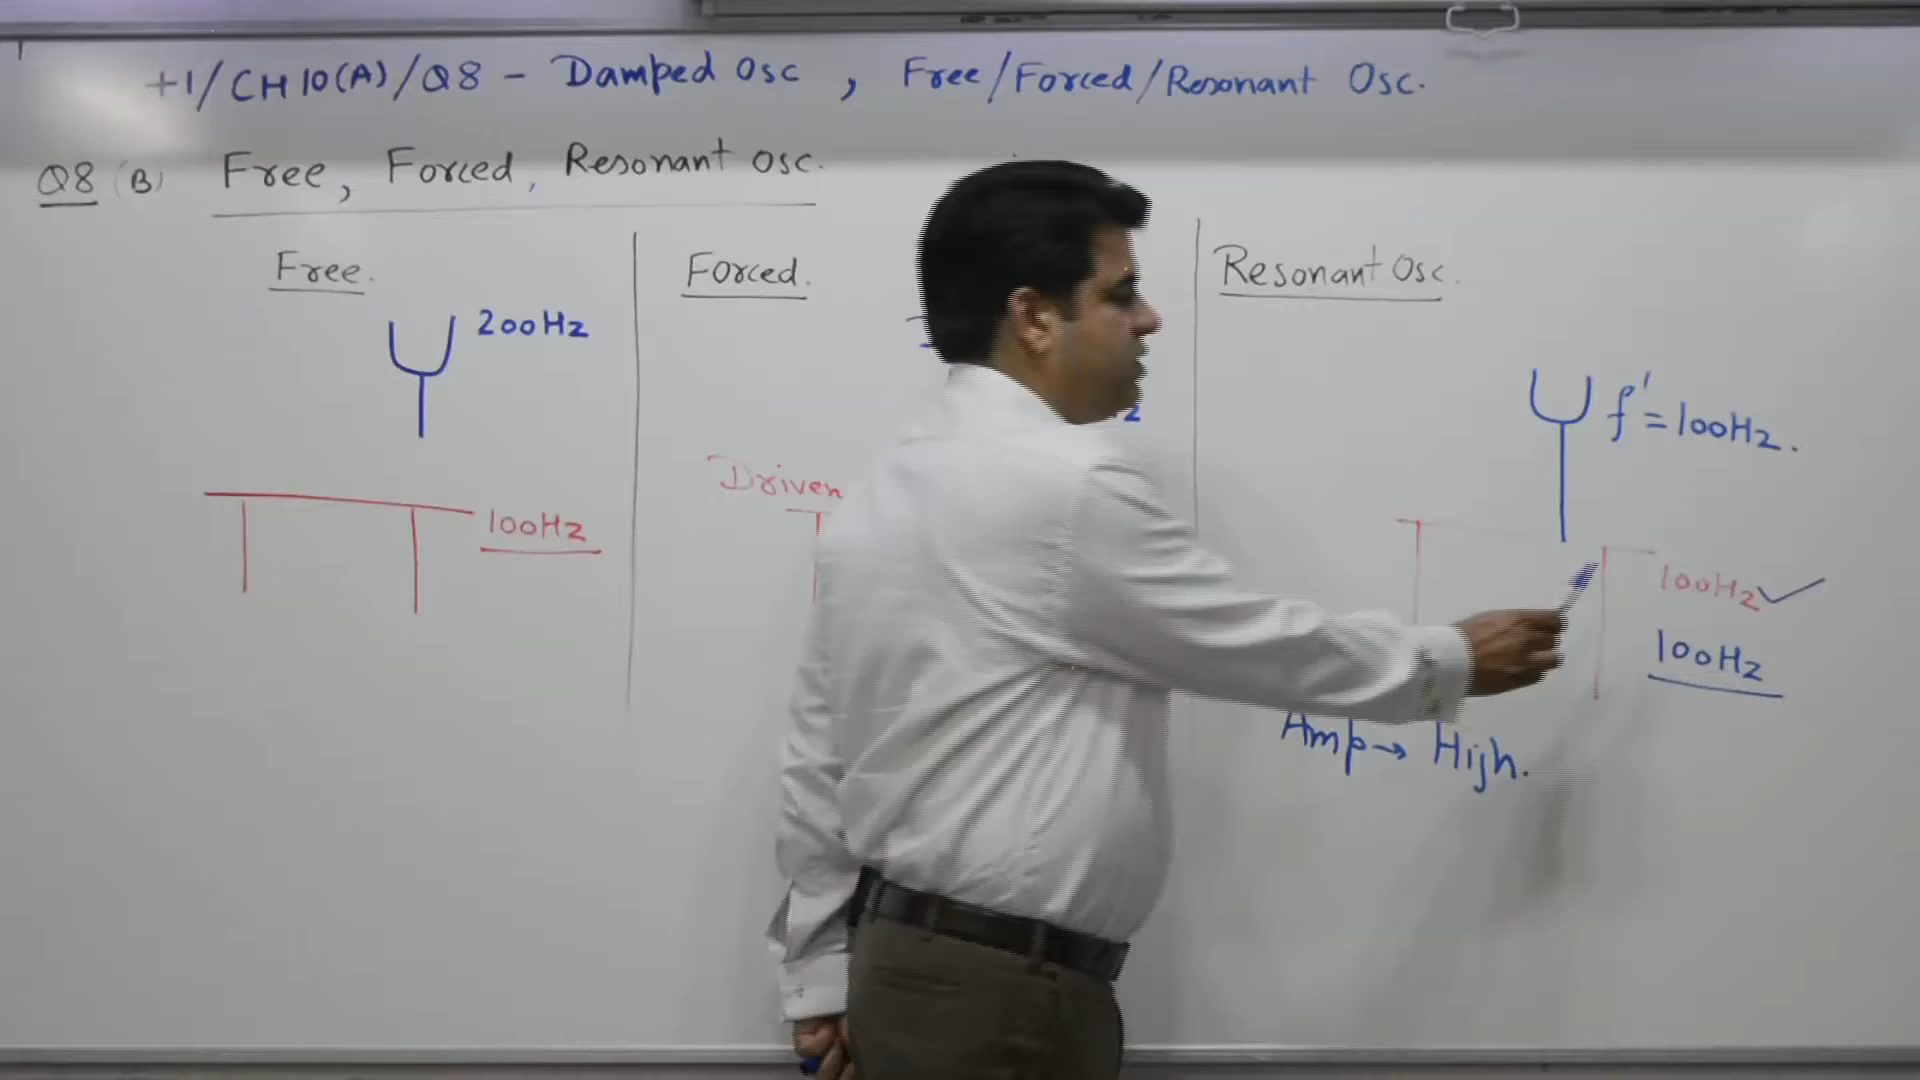 +1/CH10(A)/Q8 - Damped Osc, Free/Forced/Resonant Osc.
Q8 (B) Free, Forced, Resonant Osc.
Free.
200Hz
100Hz
Forced.
Driven
Resonant Osc.
f' = 100Hz.
100Hz ✓
100Hz
Amp → High.